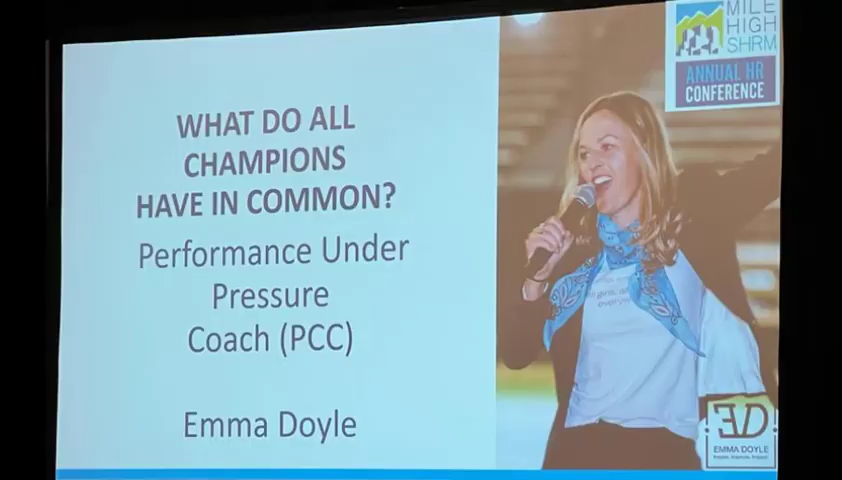 WHAT DO ALL
CHAMPIONS
HAVE IN COMMON?
Performance Under
Pressure
Coach (PCC)
Emma Doyle
MILE
HIGH
SHRM
ANNUAL HR
CONFERENCE
EVD
EMMA DOYLE